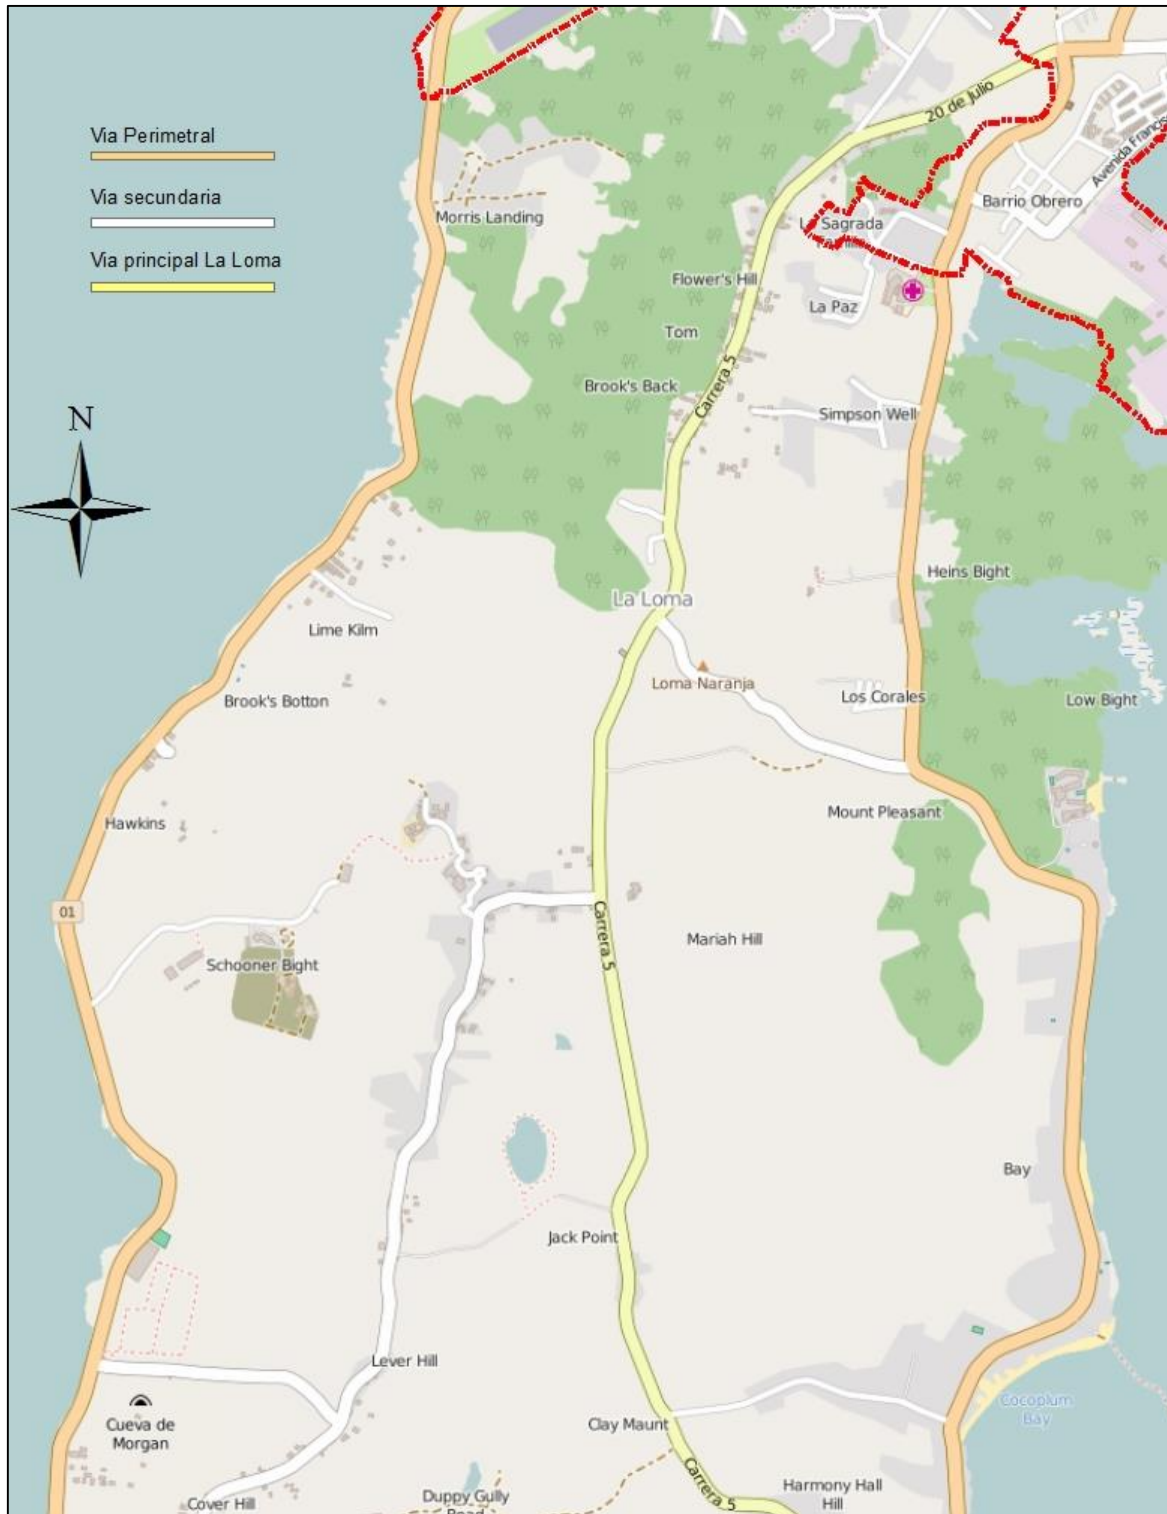 Via Perimetral
Via secundaria
Via principal La Loma
N
20 de Julio
Avenida Francis
Morris Landing
Barrio Obrero
La Sagrada
Flower's Hill
La Paz
Tom
Brook's Back
Carrera 5
Simpson Well
Heins Bight
La Loma
Lime Kilm
Loma Naranja
Los Corales
Low Bight
Brook's Botton
Hawkins
Mount Pleasant
01
Carrera 5
Mariah Hill
Schooner Bight
Bay
Jack Point
Lever Hill
Cueva de
Morgan
Clay Maunt
Cocoplum
Bay
Carrera 5
Harmony Hall
Hill
Cover Hill
Duppy Gully
Road